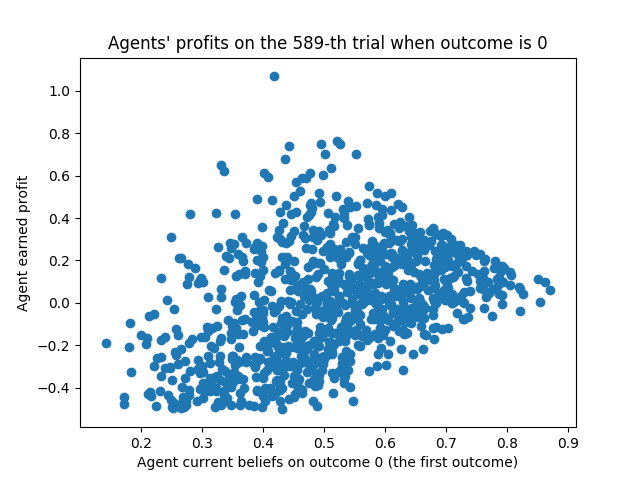 Agents' profits on the 589-th trial when outcome is 0
Agent earned profit
1.0
0.8
0.6
0.4
0.2
0.0
−0.2
−0.4
0.2 0.3 0.4 0.5 0.6 0.7 0.8 0.9
Agent current beliefs on outcome 0 (the first outcome)